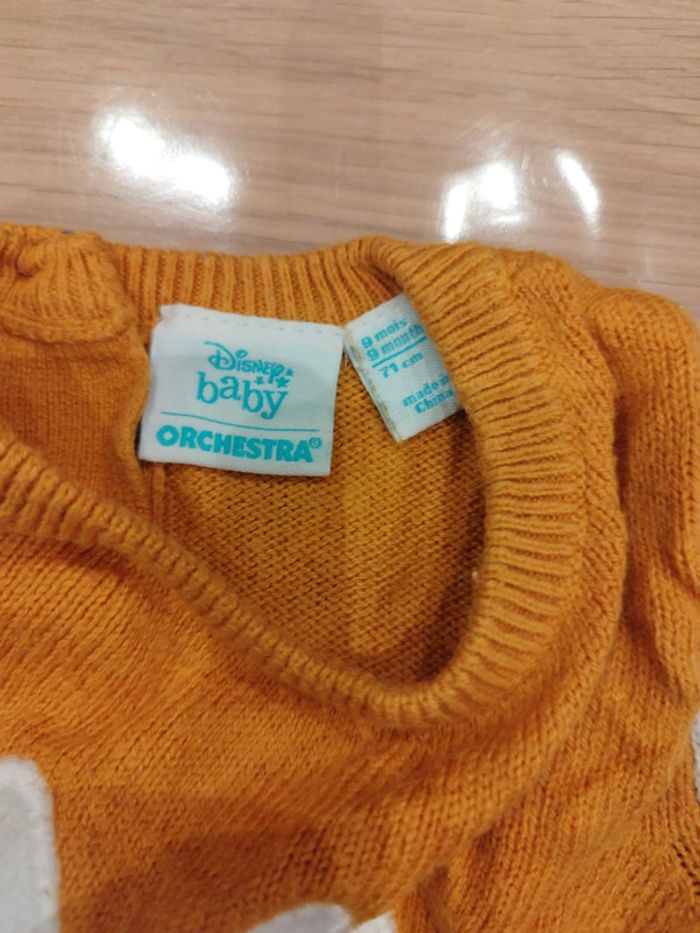 Disney
baby
ORCHESTRA®
9 mois
9 months
71 cm
made in
China